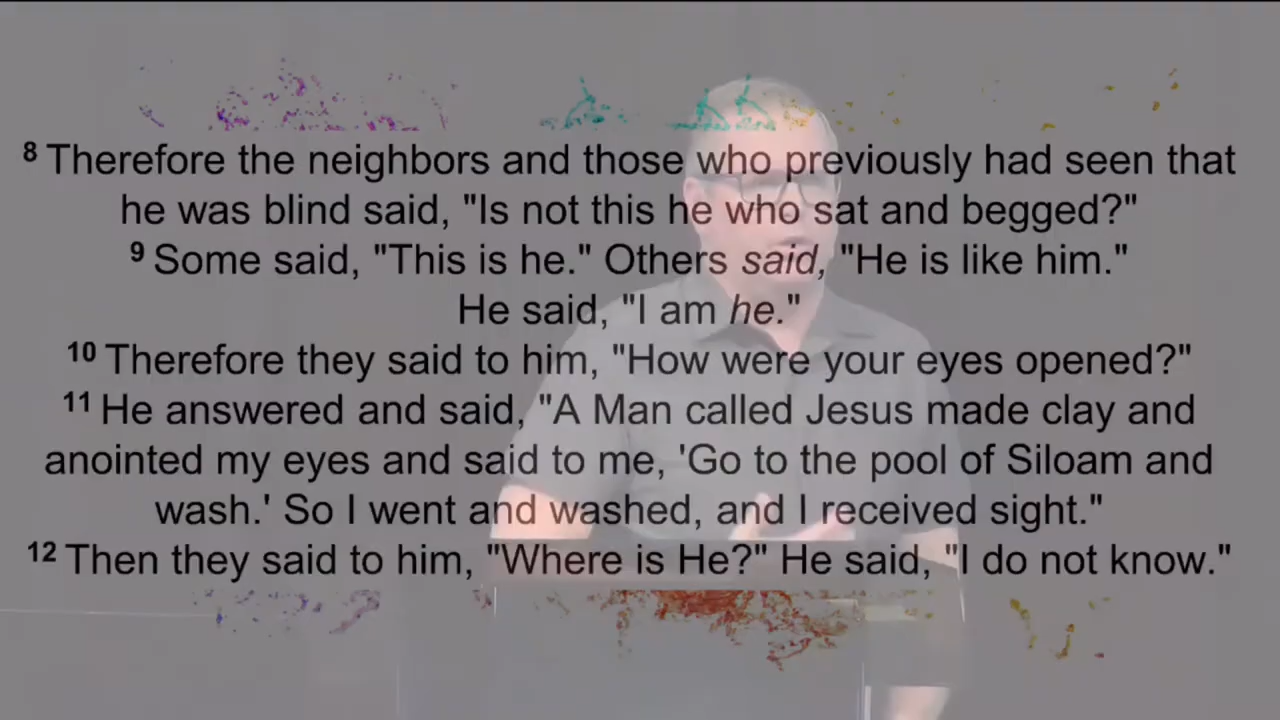 8 Therefore the neighbors and those who previously had seen that
he was blind said, "Is not this he who sat and begged?"
9 Some said, "This is he." Others said, "He is like him."
He said, "I am he."
10 Therefore they said to him, "How were your eyes opened?"
11 He answered and said, "A Man called Jesus made clay and
anointed my eyes and said to me, 'Go to the pool of Siloam and
wash.' So I went and washed, and I received sight."
12 Then they said to him, "Where is He?" He said, "I do not know."